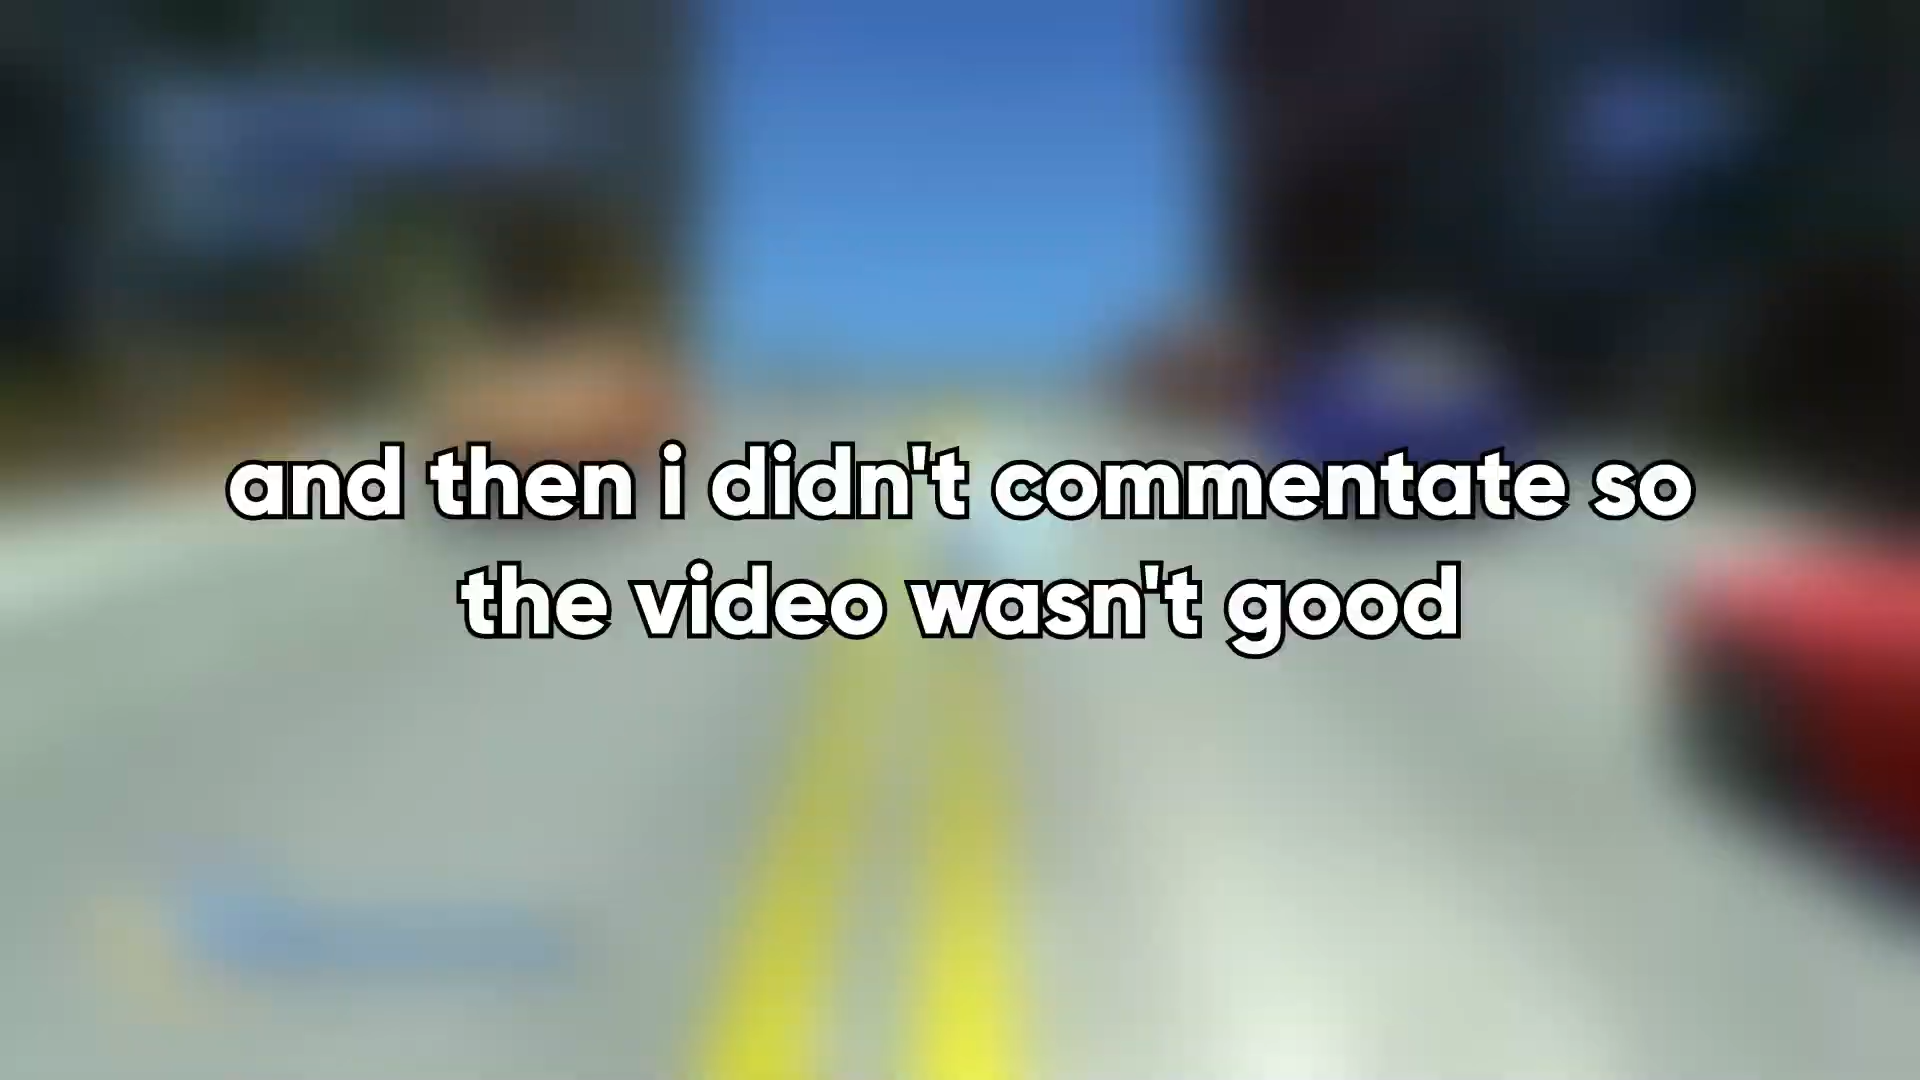 and then i didn't commentate so
the video wasn't good